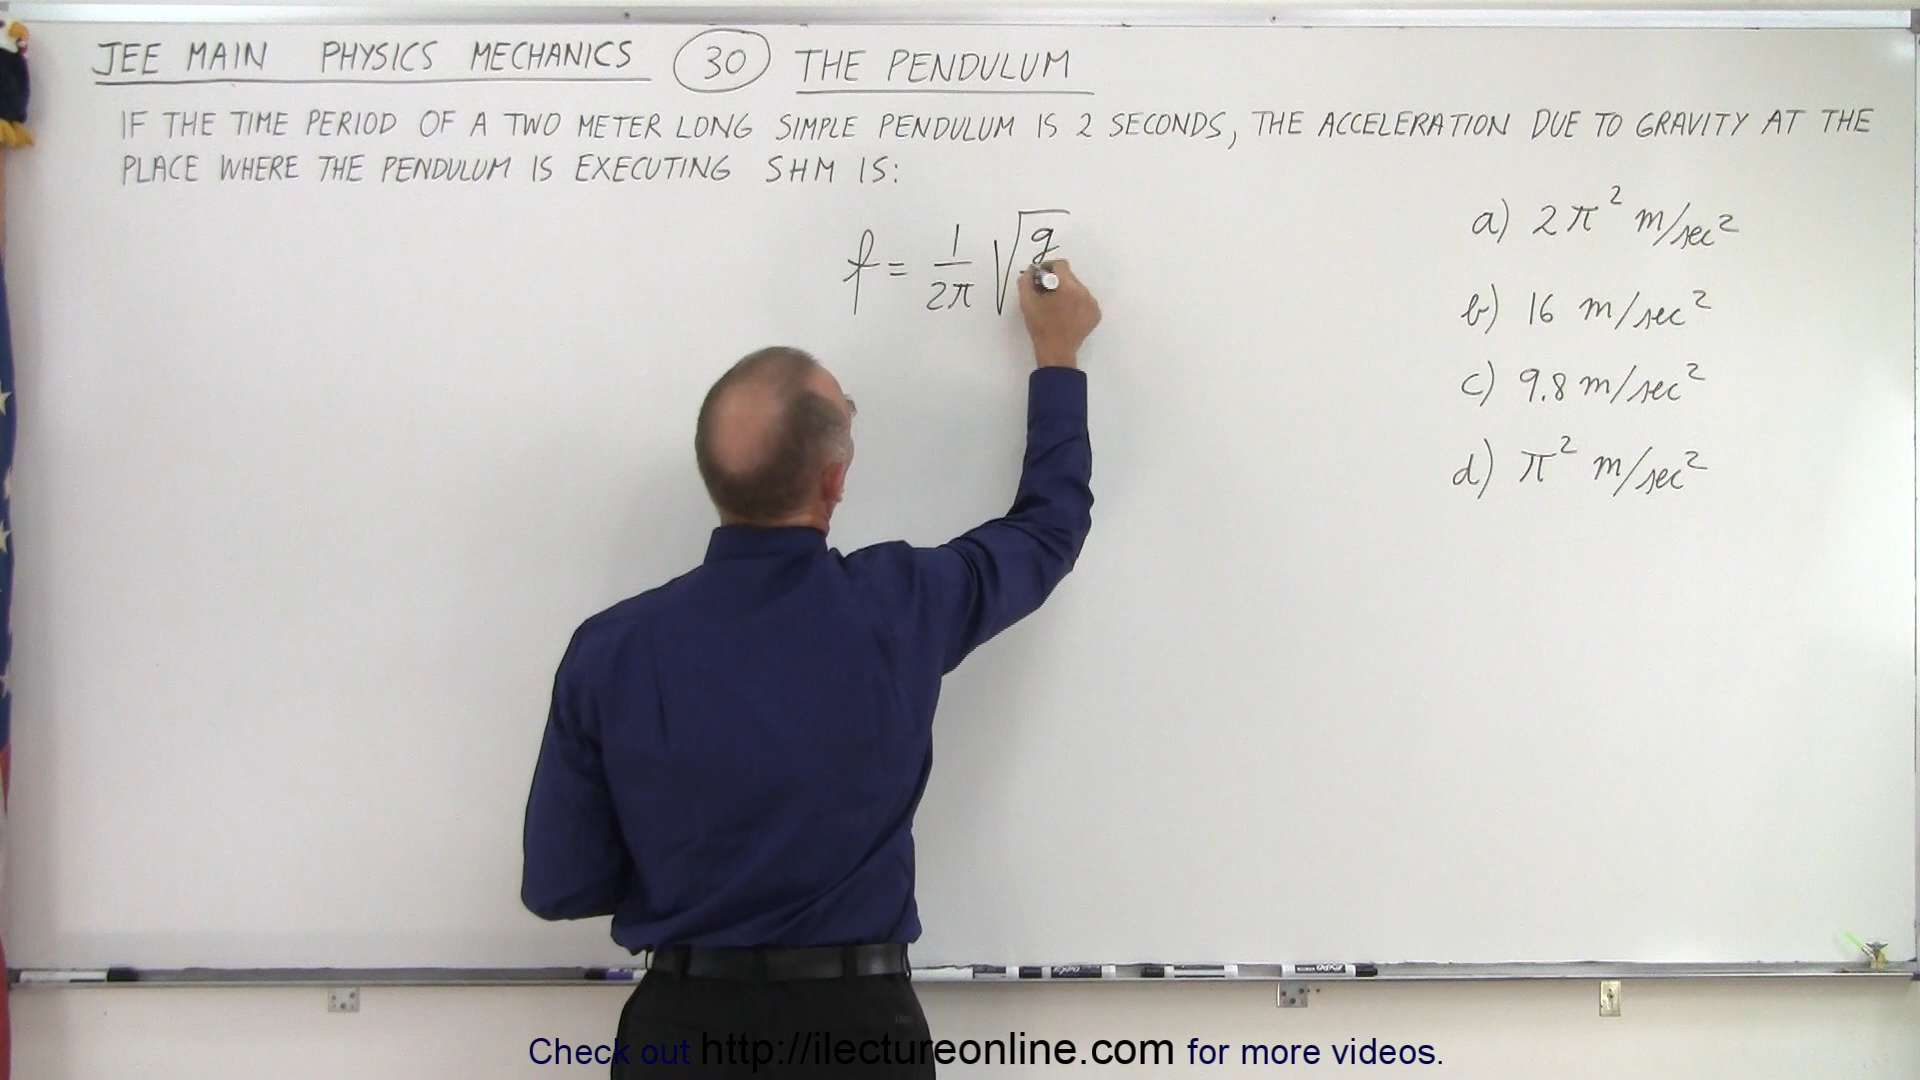 JEE MAIN PHYSICS MECHANICS 30 THE PENDULUM
IF THE TIME PERIOD OF A TWO METER LONG SIMPLE PENDULUM IS 2 SECONDS, THE ACCELERATION DUE TO GRAVITY AT THE
PLACE WHERE THE PENDULUM IS EXECUTING SHM IS:
f = 1/2π √g
a) 2π² m/sec²
b) 16 m/sec²
c) 9.8 m/sec²
d) π² m/sec²
Check out http://ilectureonline.com for more videos.